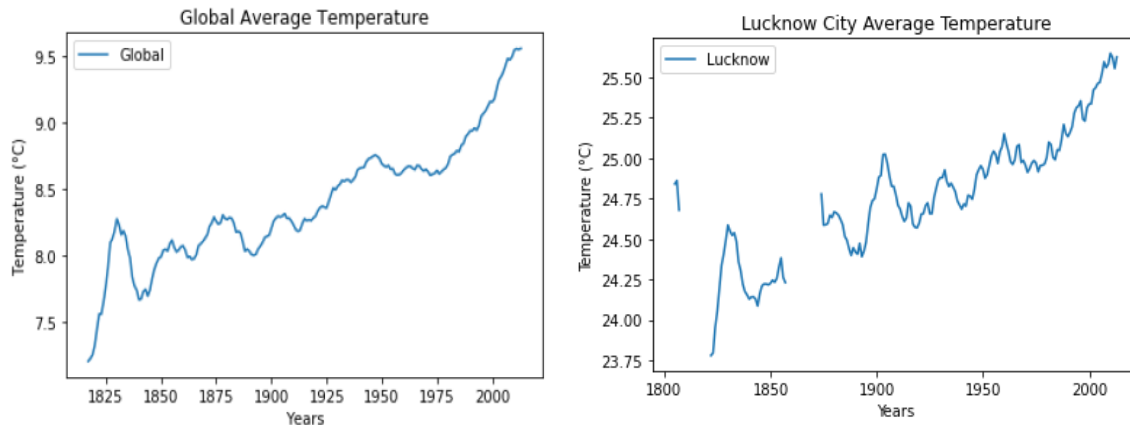 Global Average Temperature
Global
9.5
9.0
8.5
8.0
7.5
Temperature (°C)
1825 1850 1875 1900 1925 1950 1975 2000
Years
Lucknow City Average Temperature
Lucknow
25.50
25.25
25.00
24.75
24.50
24.25
24.00
23.75
Temperature (°C)
1800 1850 1900 1950 2000
Years